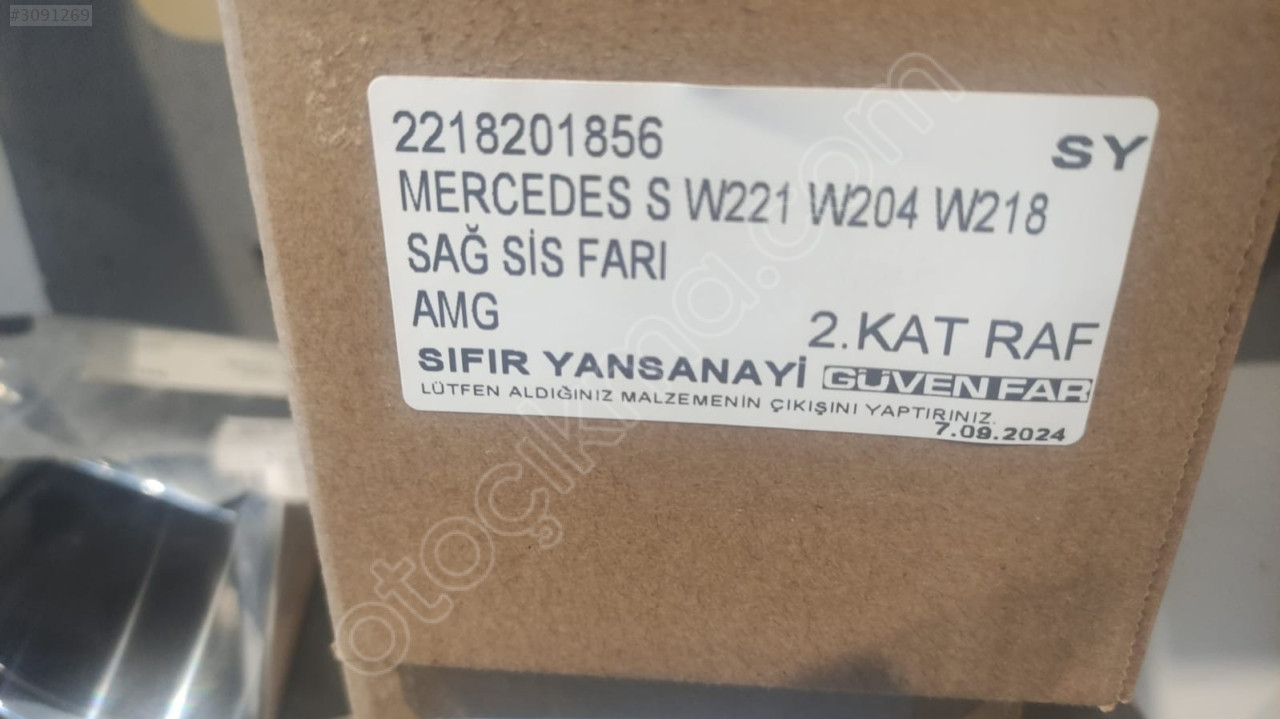 #3091269
2218201856
SY
MERCEDES S W221 W204 W218
SAĞ SİS FARI
AMG
2.KAT RAF
SIFIR YANSANAYİ GÜVEN FAR
LÜTFEN ALDIĞINIZ MALZEMENİN ÇIKIŞINI YAPTIRINIZ.
7.09.2024
otoçıkma.com